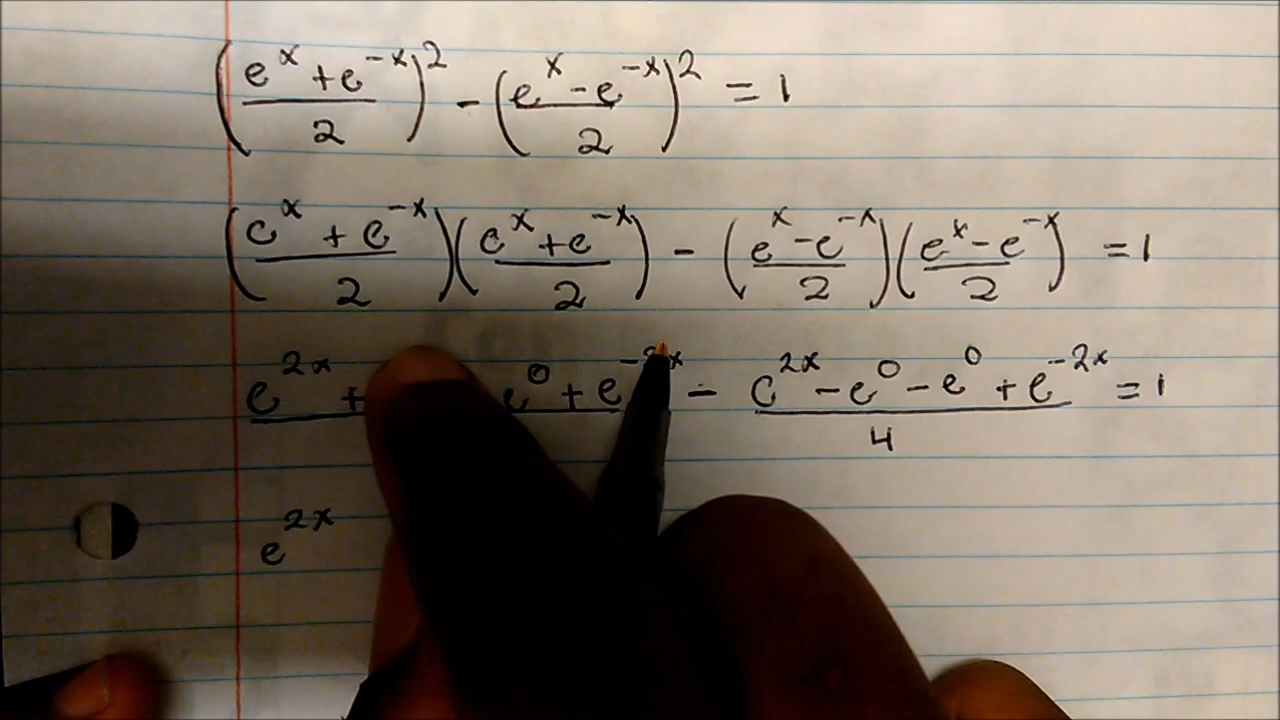 (e^x + e^-x / 2)^2 - (e^x - e^-x / 2)^2 = 1
(e^x + e^-x / 2)(e^x + e^-x / 2) - (e^x - e^-x / 2)(e^x - e^-x / 2) = 1
e^2x + e^0 + e^-2x - e^2x - e^0 - e^0 + e^-2x / 4 = 1
e^2x